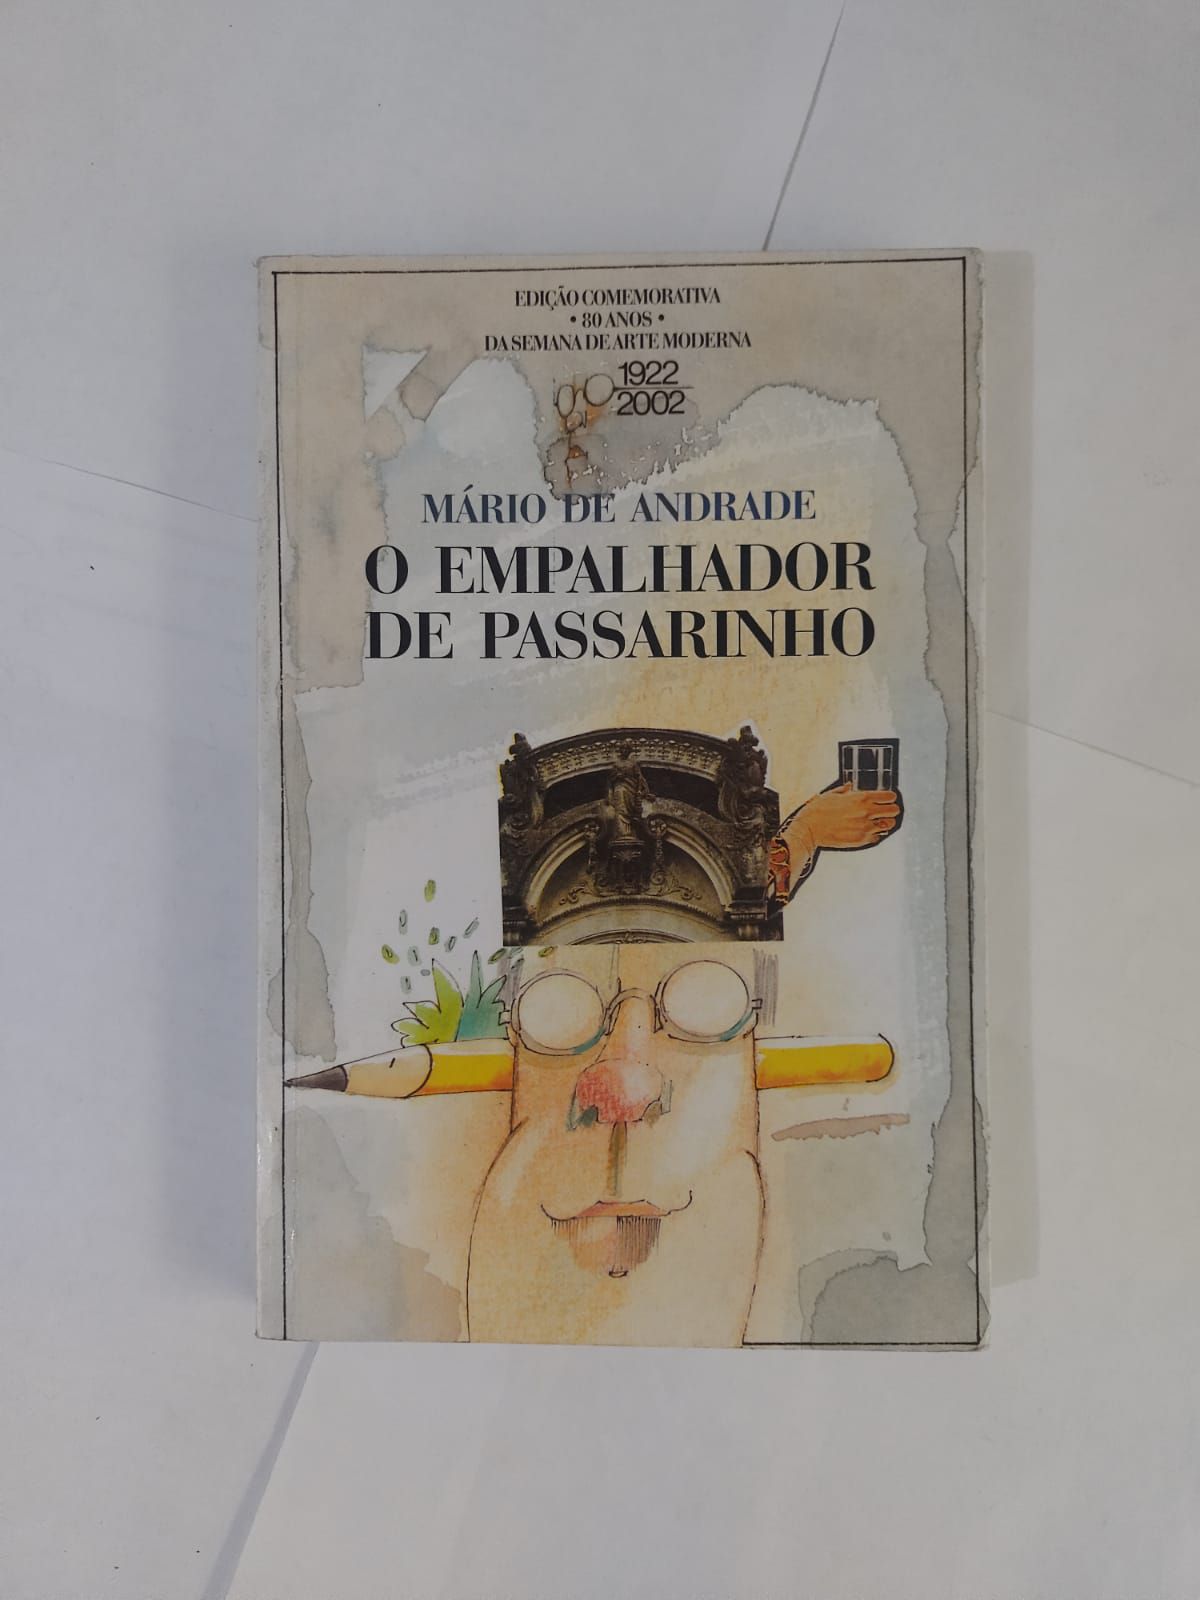 EDIÇÃO COMEMORATIVA
• 80 ANOS •
DA SEMANA DE ARTE MODERNA
1922
2002
MÁRIO DE ANDRADE
O EMPALHADOR
DE PASSARINHO